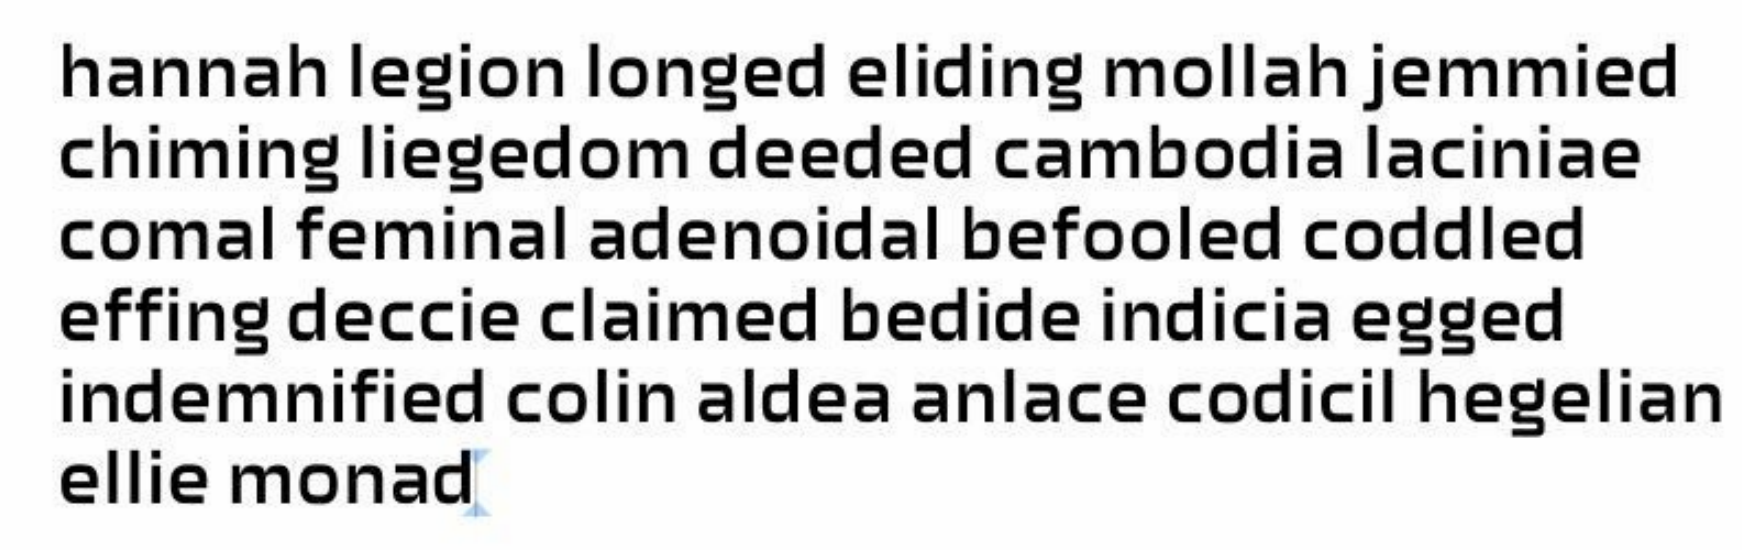 hannah legion longed eliding mollah jemmied
chiming liegedom deeded cambodia laciniae
comal feminal adenoidal befooled coddled
effing deccie claimed bedide indicia egged
indemnified colin aldea anlace codicil hegelian
ellie monad